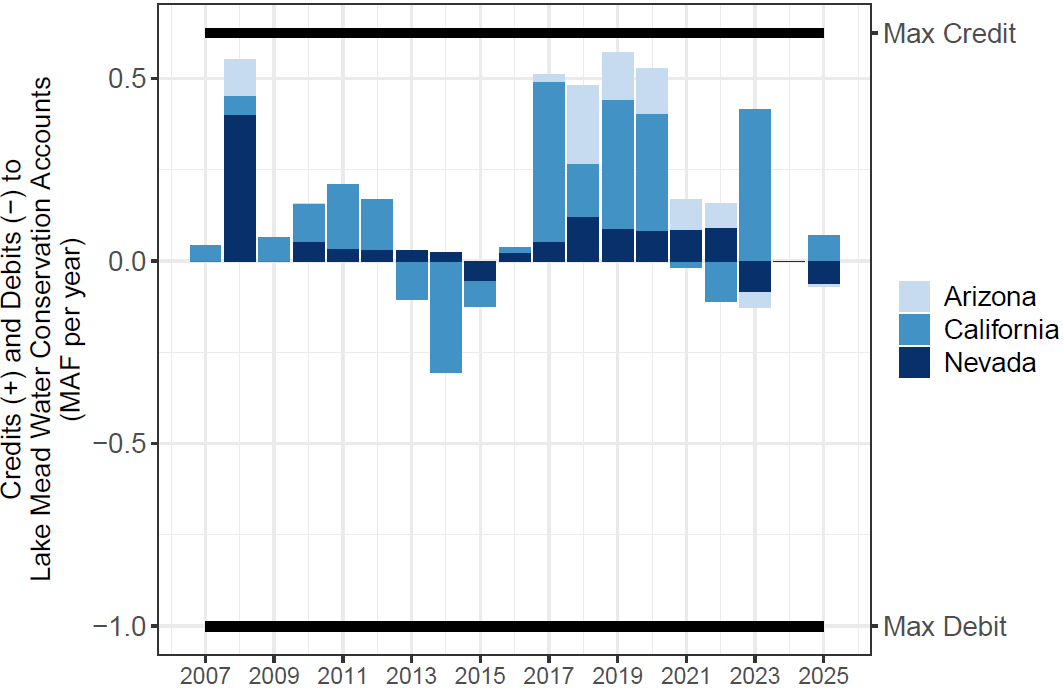 Credits (+) and Debits (−) to
Lake Mead Water Conservation Accounts
(MAF per year)
0.5
0.0
−0.5
−1.0
Max Credit
Max Debit
Arizona
California
Nevada
2007 2009 2011 2013 2015 2017 2019 2021 2023 2025